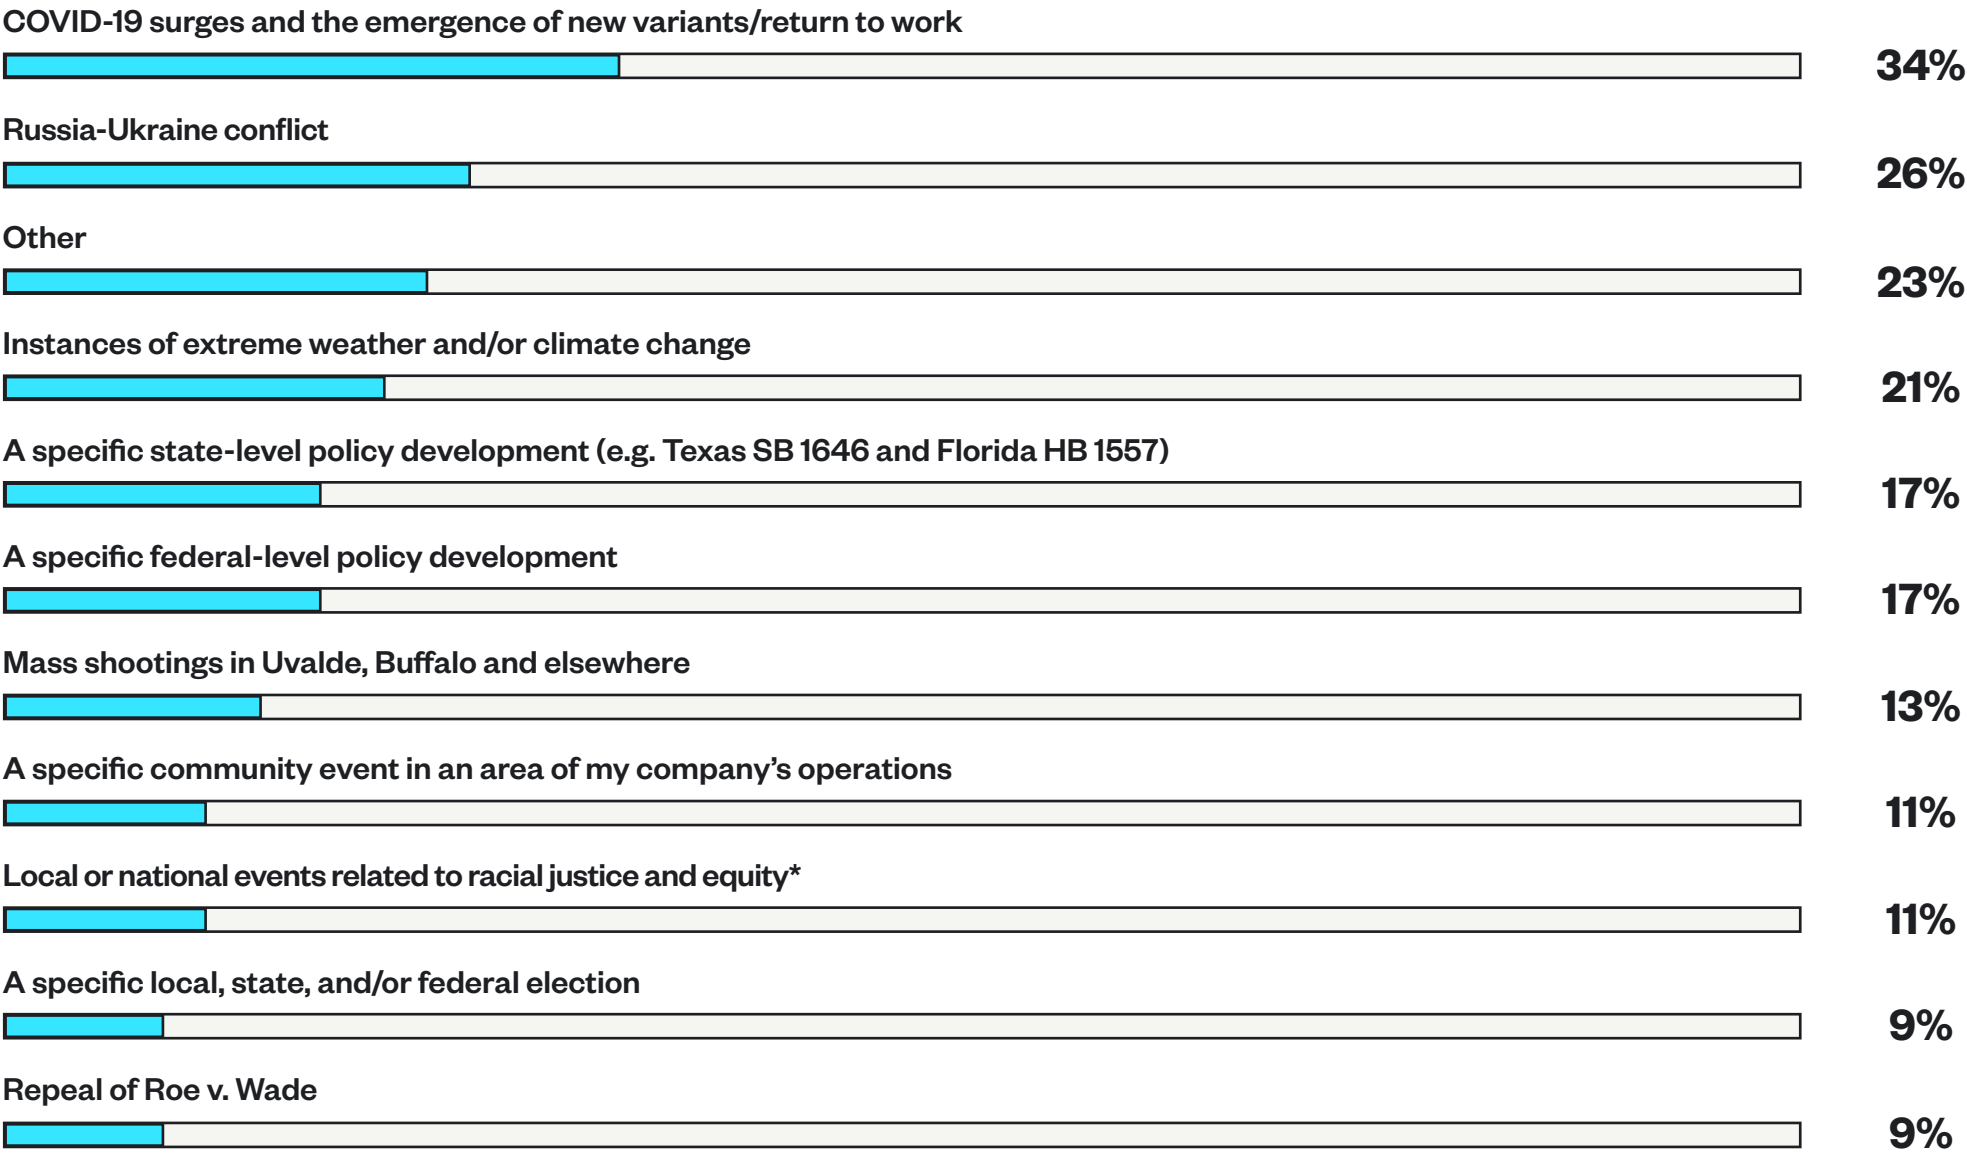 COVID-19 surges and the emergence of new variants/return to work
34%
Russia-Ukraine conflict
26%
Other
23%
Instances of extreme weather and/or climate change
21%
A specific state-level policy development (e.g. Texas SB 1646 and Florida HB 1557)
17%
A specific federal-level policy development
17%
Mass shootings in Uvalde, Buffalo and elsewhere
13%
A specific community event in an area of my company’s operations
11%
Local or national events related to racial justice and equity*
11%
A specific local, state, and/or federal election
9%
Repeal of Roe v. Wade
9%